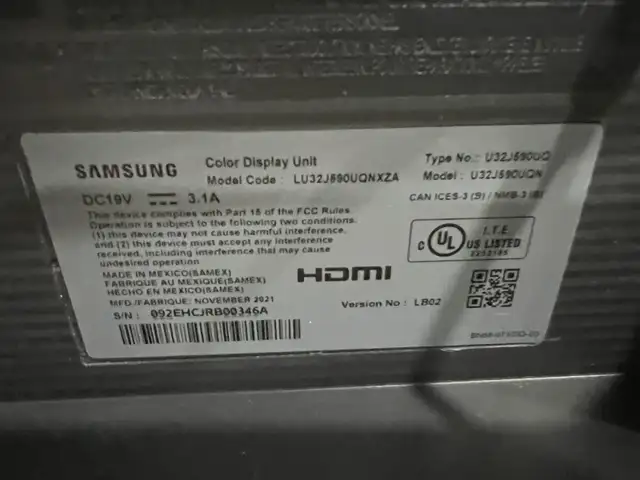 SAMSUNG
Color Display Unit
Model Code : LU32J590UQNXZA
Type No. : U32J590UQ
Model : U32J590UQN
DC19V ⎓ 3.1A
CAN ICES-3 (B) / NMB-3 (B)
This device complies with Part 15 of the FCC Rules
Operation is subject to the following two conditions.
(1) this device may not cause harmful interference,
and (2) this device must accept any interference
received, including interference that may cause
undesired operation
C UL US LISTED
I.T.E
MADE IN MEXICO(SAMEX)
FABRIQUE AU MEXIQUE(SAMEX)
HECHO EN MEXICO(SAMEX)
MFD/FABRIQUE: NOVEMBER 2021
HDMI
Version No : LB02
S/N : 092EHCJRB00346A